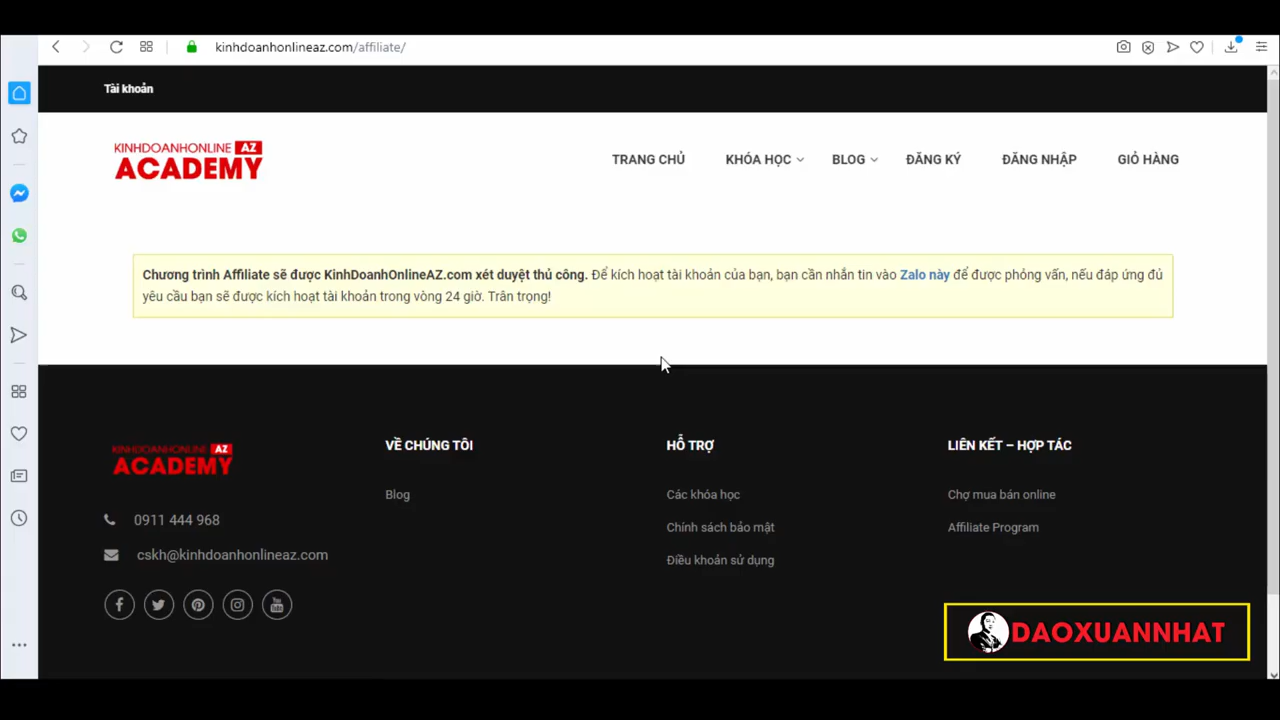 kinhdoanhonlineaz.com/affiliate/
Tài khoản
KINHDOANHONLINE AZ
ACADEMY
TRANG CHỦ KHÓA HỌC BLOG ĐĂNG KÝ ĐĂNG NHẬP GIỎ HÀNG
Chương trình Affiliate sẽ được KinhDoanhOnlineAZ.com xét duyệt thủ công. Để kích hoạt tài khoản của bạn, bạn cần nhắn tin vào Zalo này để được phỏng vấn, nếu đáp ứng đủ
yêu cầu bạn sẽ được kích hoạt tài khoản trong vòng 24 giờ. Trân trọng!
KINHDOANHONLINE AZ
ACADEMY
0911 444 968
cskh@kinhdoanhonlineaz.com
VỀ CHÚNG TÔI
Blog
HỖ TRỢ
Các khóa học
Chính sách bảo mật
Điều khoản sử dụng
LIÊN KẾT – HỢP TÁC
Chợ mua bán online
Affiliate Program
DAOXUANNHAT